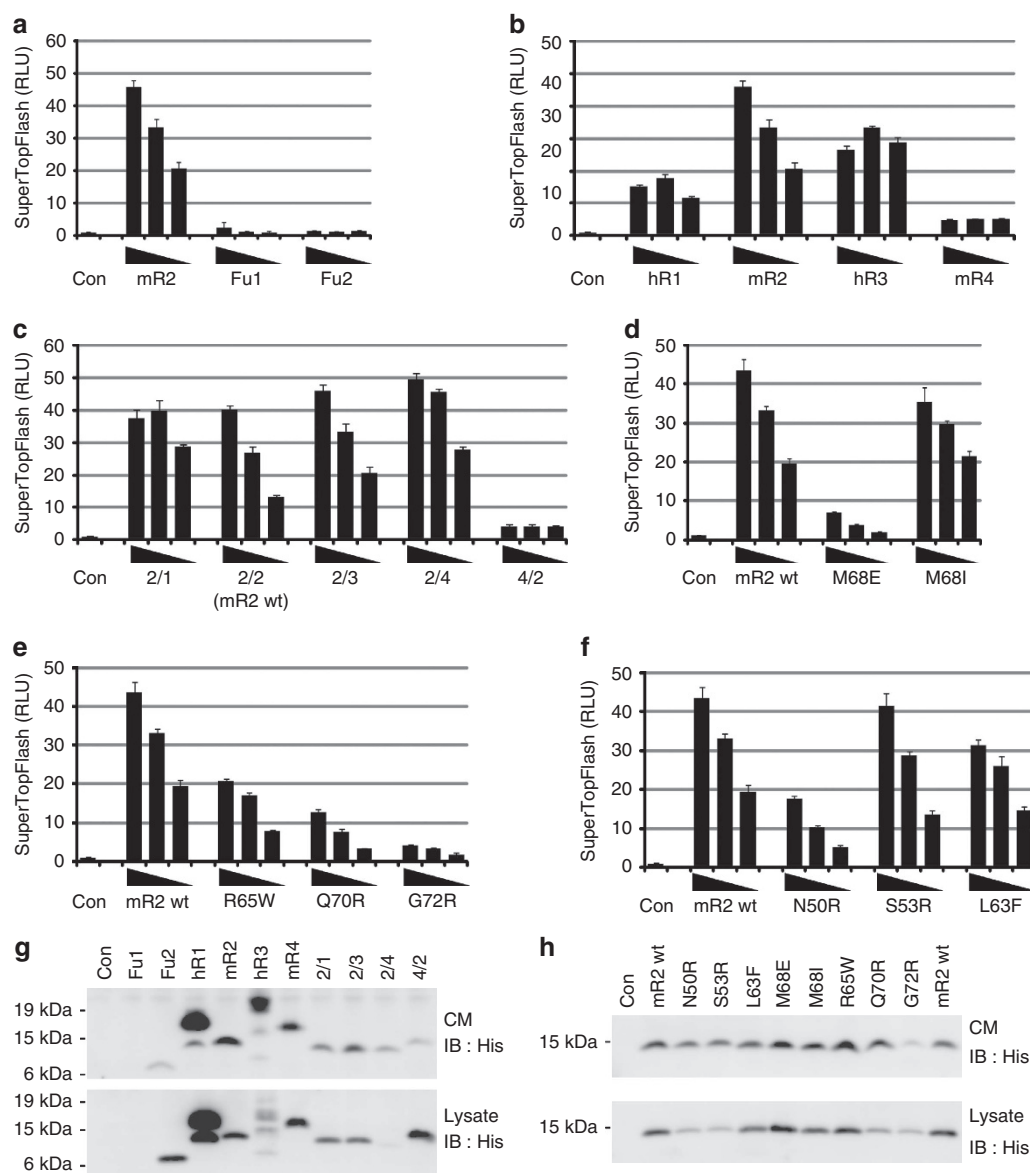 a
SuperTopFlash (RLU)
60
50
40
30
20
10
0
Con mR2 Fu1 Fu2
b
SuperTopFlash (RLU)
50
40
30
20
10
0
Con hR1 mR2 hR3 mR4
c
SuperTopFlash (RLU)
60
50
40
30
20
10
0
Con 2/1 2/2 2/3 2/4 4/2
(mR2 wt)
d
SuperTopFlash (RLU)
50
40
30
20
10
0
Con mR2 wt M68E M68I
e
SuperTopFlash (RLU)
50
40
30
20
10
0
Con mR2 wt R65W Q70R G72R
f
SuperTopFlash (RLU)
50
40
30
20
10
0
Con mR2 wt N50R S53R L63F
g
Con Fu1 Fu2 hR1 mR2 hR3 mR4 2/1 2/3 2/4 4/2
19 kDa -
15 kDa -
6 kDa -
CM
IB : His
19 kDa -
15 kDa -
6 kDa -
Lysate
IB : His
h
Con mR2 wt N50R S53R L63F M68E M68I R65W Q70R G72R mR2 wt
15 kDa -
CM
IB : His
15 kDa -
Lysate
IB : His